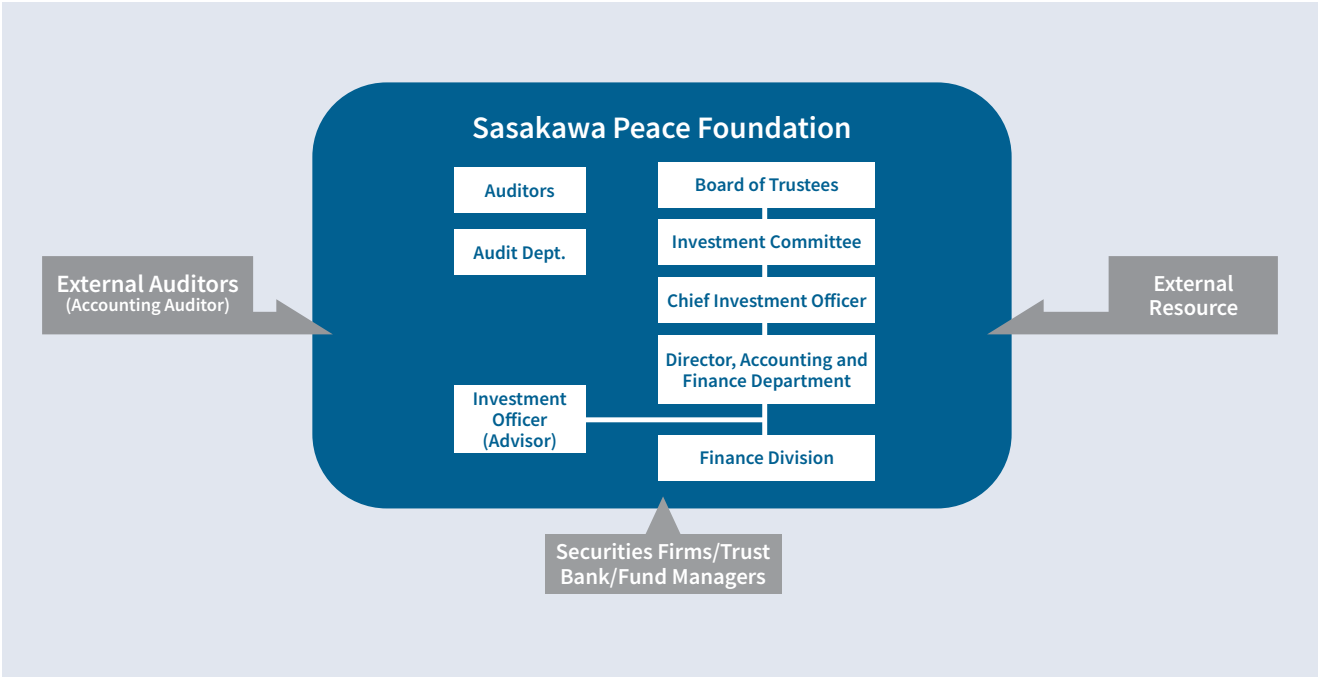 Sasakawa Peace Foundation
Auditors
Audit Dept.
Investment
Officer
(Advisor)
Board of Trustees
Investment Committee
Chief Investment Officer
Director, Accounting and
Finance Department
Finance Division
External Auditors
(Accounting Auditor)
External
Resource
Securities Firms/Trust
Bank/Fund Managers